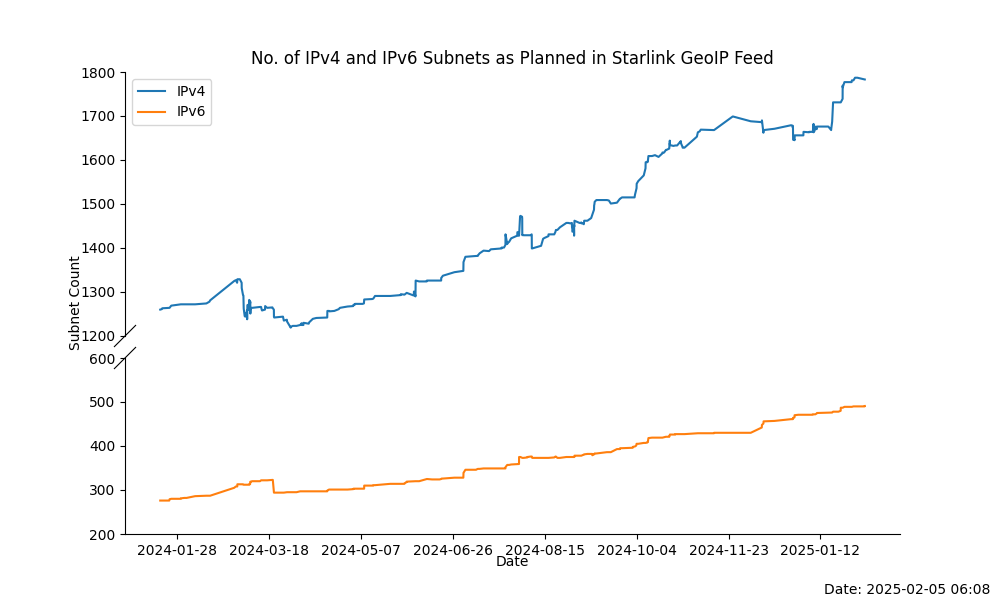 No. of IPv4 and IPv6 Subnets as Planned in Starlink GeoIP Feed
IPv4
IPv6
1800
1700
1600
1500
1400
1300
1200
Subnet Count
600
500
400
300
200
2024-01-28 2024-03-18 2024-05-07 2024-06-26 2024-08-15 2024-10-04 2024-11-23 2025-01-12
Date
Date: 2025-02-05 06:08